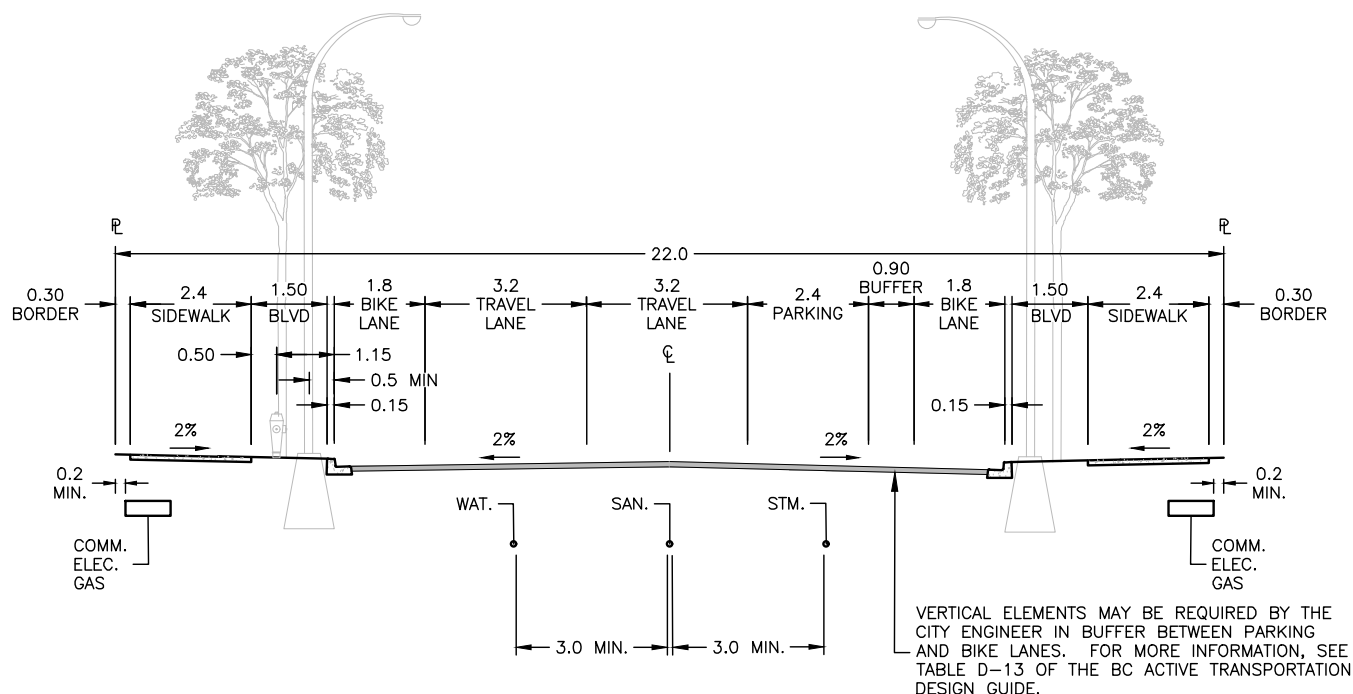 ℄
℄
22.0
0.90
BUFFER
0.30
BORDER
2.4
SIDEWALK
1.50
BLVD
1.8
BIKE
LANE
3.2
TRAVEL
LANE
3.2
TRAVEL
LANE
2.4
PARKING
1.8
BIKE
LANE
1.50
BLVD
2.4
SIDEWALK
0.30
BORDER
0.50
1.15
℄
0.5 MIN
0.15
0.15
2%
2%
2%
2%
0.2
MIN.
0.2
MIN.
WAT.
SAN.
STM.
COMM.
ELEC.
GAS
COMM.
ELEC.
GAS
3.0 MIN.
3.0 MIN.
VERTICAL ELEMENTS MAY BE REQUIRED BY THE
CITY ENGINEER IN BUFFER BETWEEN PARKING
AND BIKE LANES. FOR MORE INFORMATION, SEE
TABLE D-13 OF THE BC ACTIVE TRANSPORTATION
DESIGN GUIDE.